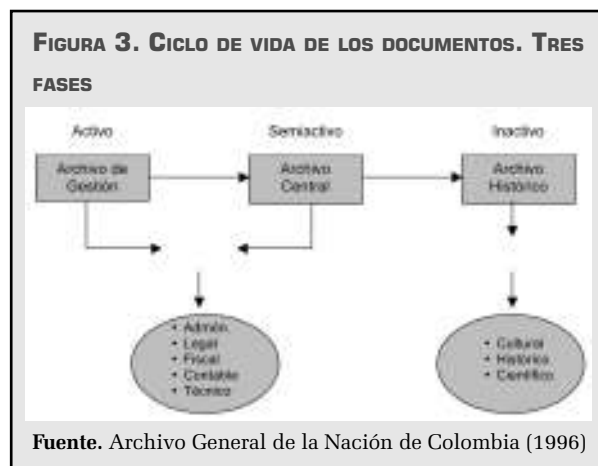 FIGURA 3. CICLO DE VIDA DE LOS DOCUMENTOS. TRES
FASES
Activo
Semiactivo
Inactivo
Archivo de
Gestión
Archivo
Central
Archivo
Histórico
• Admón.
• Legal
• Fiscal
• Contable
• Técnico
• Cultural
• Histórico
• Científico
Fuente. Archivo General de la Nación de Colombia (1996)